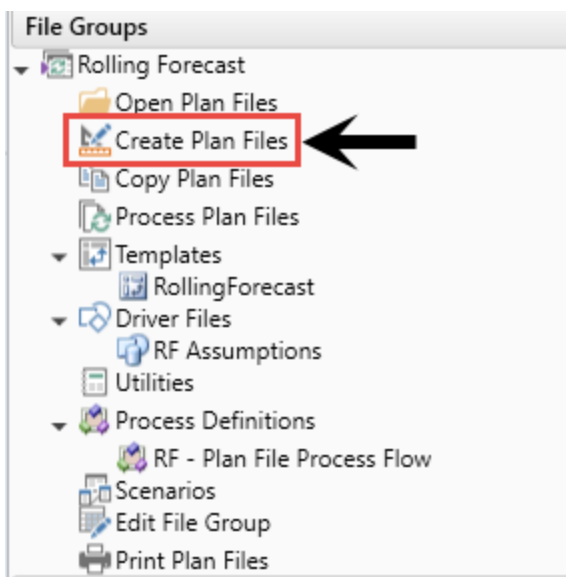 File Groups
Rolling Forecast
Open Plan Files
Create Plan Files
Copy Plan Files
Process Plan Files
Templates
RollingForecast
Driver Files
RF Assumptions
Utilities
Process Definitions
RF - Plan File Process Flow
Scenarios
Edit File Group
Print Plan Files